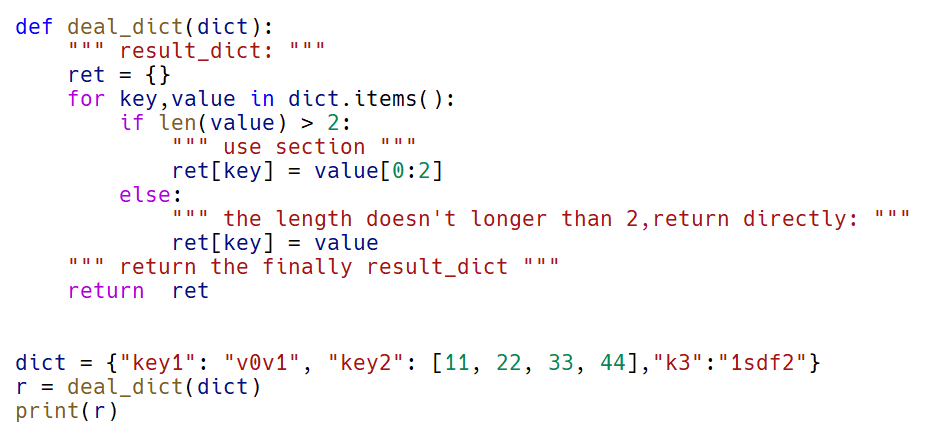 def deal_dict(dict):
    """ result_dict: """
    ret = {}
    for key,value in dict.items():
        if len(value) > 2:
            """ use section """
            ret[key] = value[0:2]
        else:
            """ the length doesn't longer than 2,return directly: """
            ret[key] = value
    """ return the finally result_dict """
    return  ret


dict = {"key1": "v0v1", "key2": [11, 22, 33, 44],"k3":"1sdf2"}
r = deal_dict(dict)
print(r)